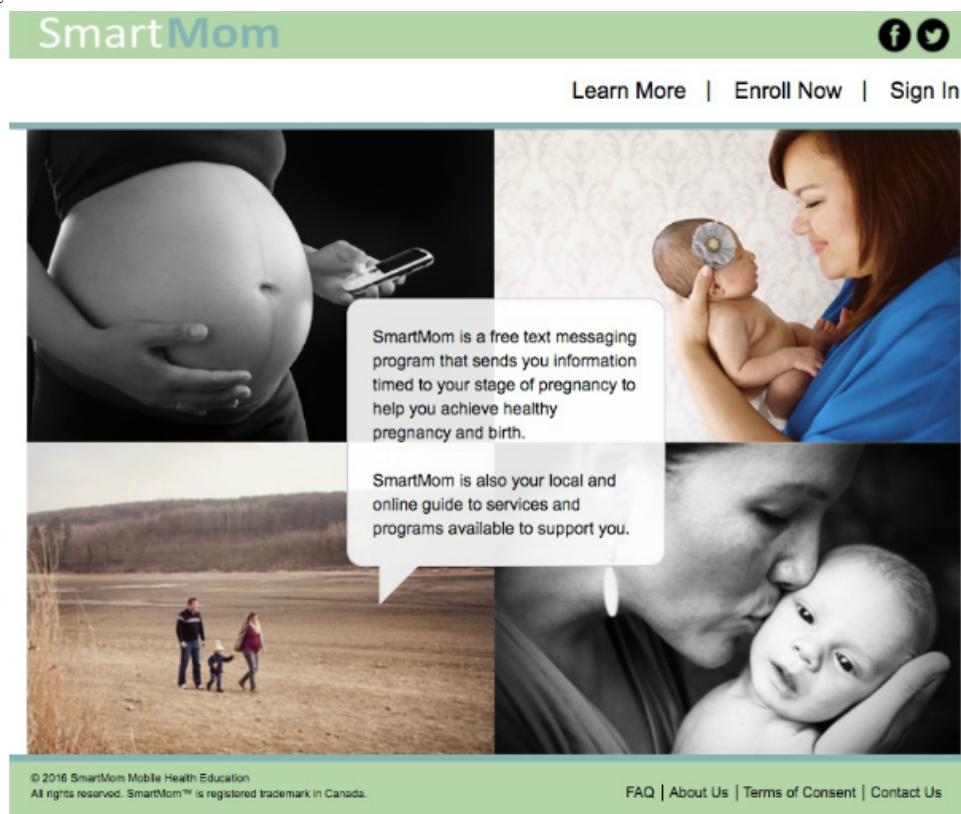 SmartMom
Learn More | Enroll Now | Sign In
SmartMom is a free text messaging
program that sends you information
timed to your stage of pregnancy to
help you achieve healthy
pregnancy and birth.
SmartMom is also your local and
online guide to services and
programs available to support you.
© 2016 SmartMom Mobile Health Education
All rights reserved. SmartMom™ is registered trademark in Canada.
FAQ | About Us | Terms of Consent | Contact Us